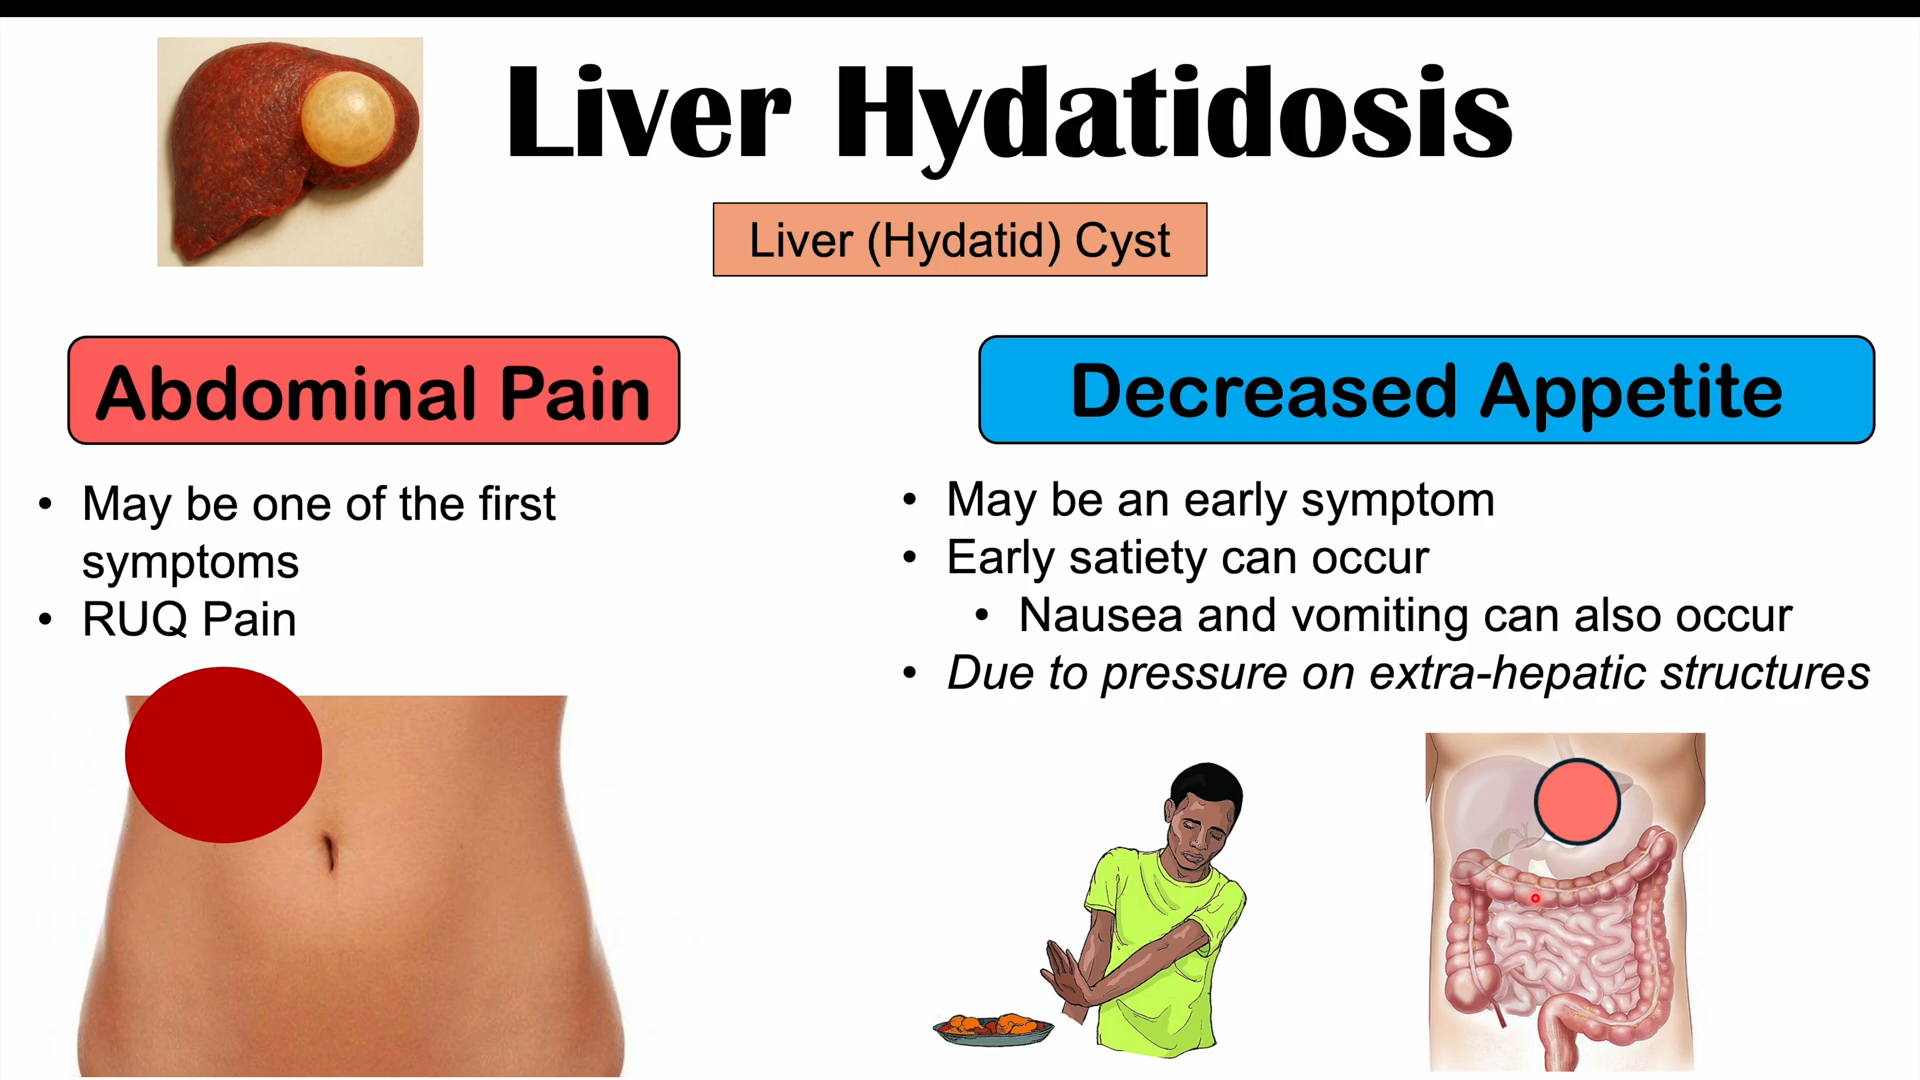 Liver Hydatidosis
Liver (Hydatid) Cyst
Abdominal Pain
• May be one of the first
symptoms
• RUQ Pain
Decreased Appetite
• May be an early symptom
• Early satiety can occur
• Nausea and vomiting can also occur
• Due to pressure on extra-hepatic structures